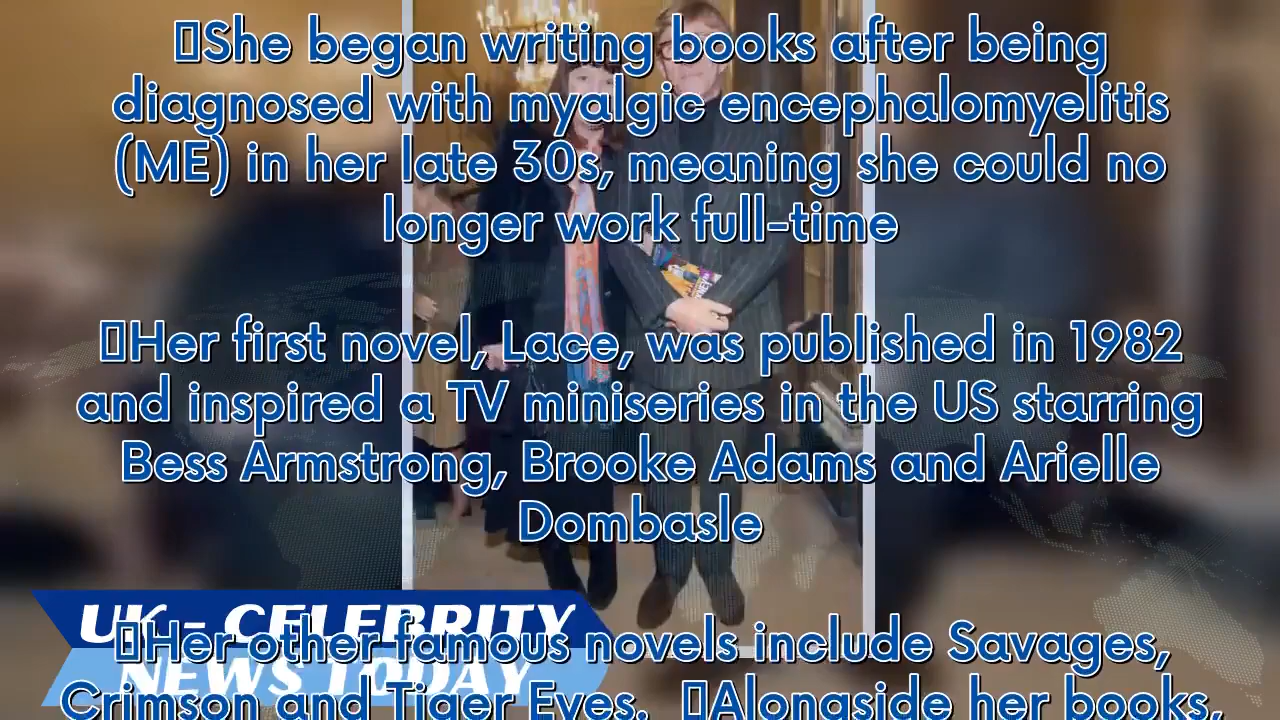 ▯She began writing books after being
diagnosed with myalgic encephalomyelitis
(ME) in her late 30s, meaning she could no
longer work full-time
▯Her first novel, Lace, was published in 1982
and inspired a TV miniseries in the US starring
Bess Armstrong, Brooke Adams and Arielle
Dombasle
UK - CELEBRITY
▯Her other famous novels include Savages,
NEWS TODAY
Crimson and Tiger Eyes. ▯Alongside her books,